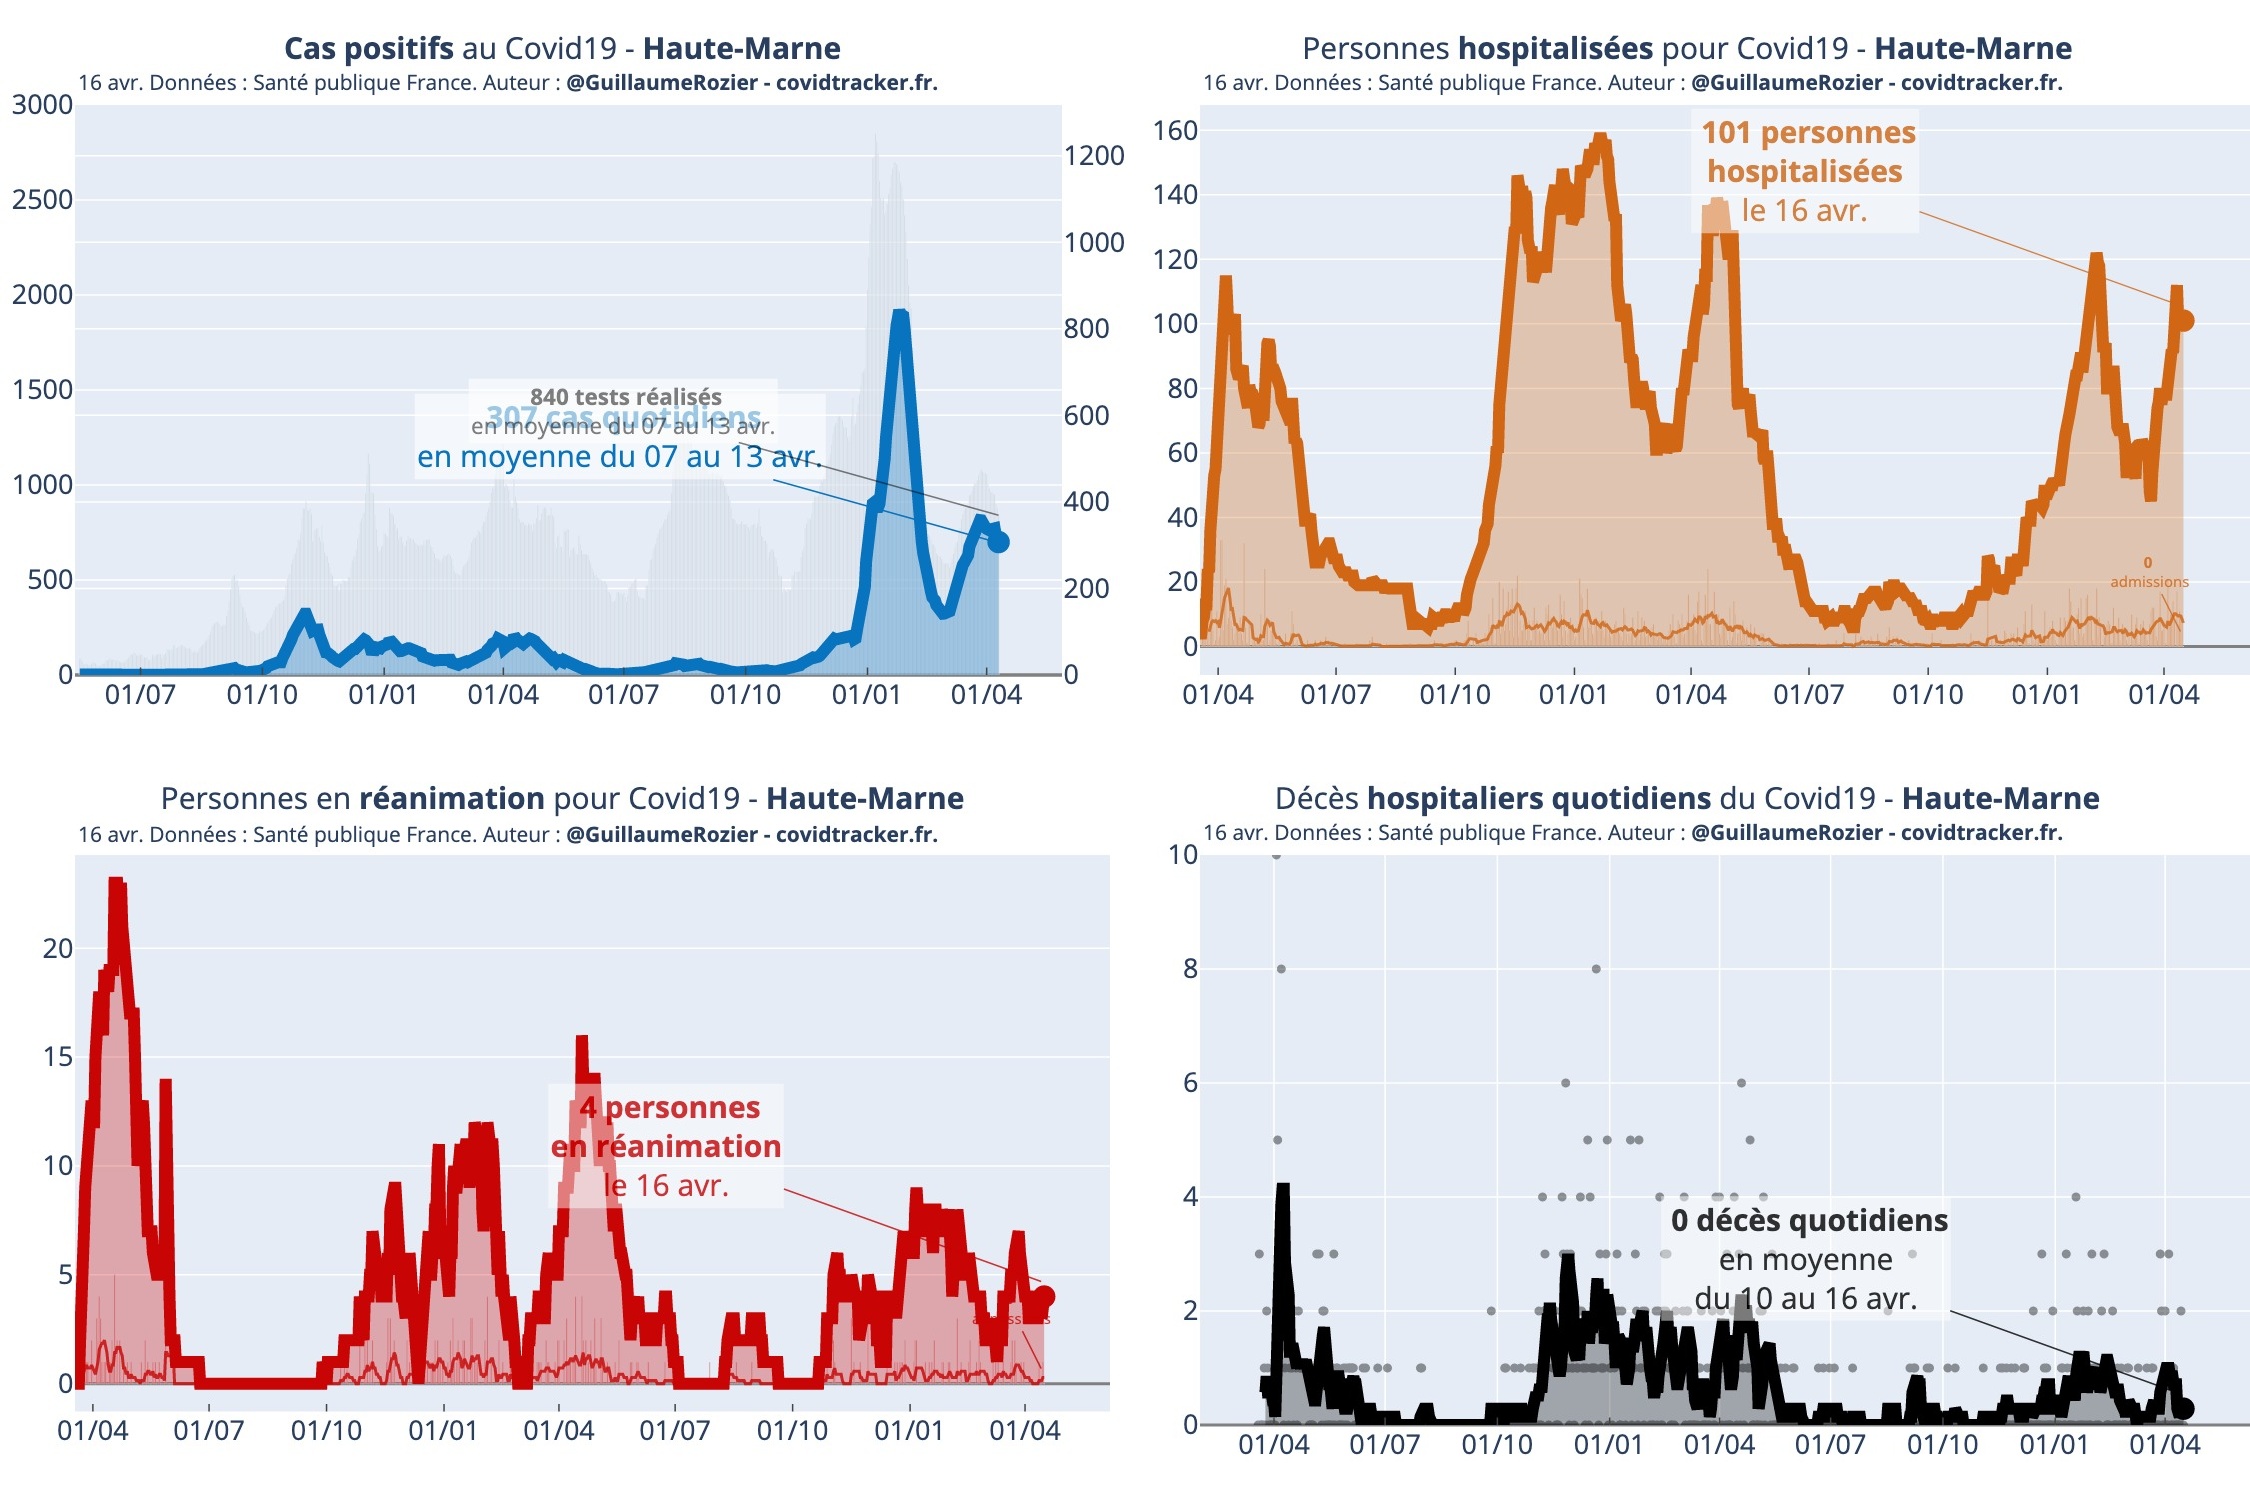 Cas positifs au Covid19 - Haute-Marne
16 avr. Données : Santé publique France. Auteur : @GuillaumeRozier - covidtracker.fr.
3000
2500
2000
1500
1000
500
0
1200
1000
800
600
400
200
0
840 tests réalisés
en moyenne du 07 au 13 avr.
307 cas quotidiens
en moyenne du 07 au 13 avr.
01/07 01/10 01/01 01/04 01/07 01/10 01/01 01/04
Personnes hospitalisées pour Covid19 - Haute-Marne
16 avr. Données : Santé publique France. Auteur : @GuillaumeRozier - covidtracker.fr.
160
140
120
100
80
60
40
20
0
101 personnes
hospitalisées
le 16 avr.
0
admissions
01/04 01/07 01/10 01/01 01/04 01/07 01/10 01/01 01/04
Personnes en réanimation pour Covid19 - Haute-Marne
16 avr. Données : Santé publique France. Auteur : @GuillaumeRozier - covidtracker.fr.
20
15
10
5
0
4 personnes
en réanimation
le 16 avr.
01/04 01/07 01/10 01/01 01/04 01/07 01/10 01/01 01/04
Décès hospitaliers quotidiens du Covid19 - Haute-Marne
16 avr. Données : Santé publique France. Auteur : @GuillaumeRozier - covidtracker.fr.
10
8
6
4
2
0
0 décès quotidiens
en moyenne
du 10 au 16 avr.
01/04 01/07 01/10 01/01 01/04 01/07 01/10 01/01 01/04